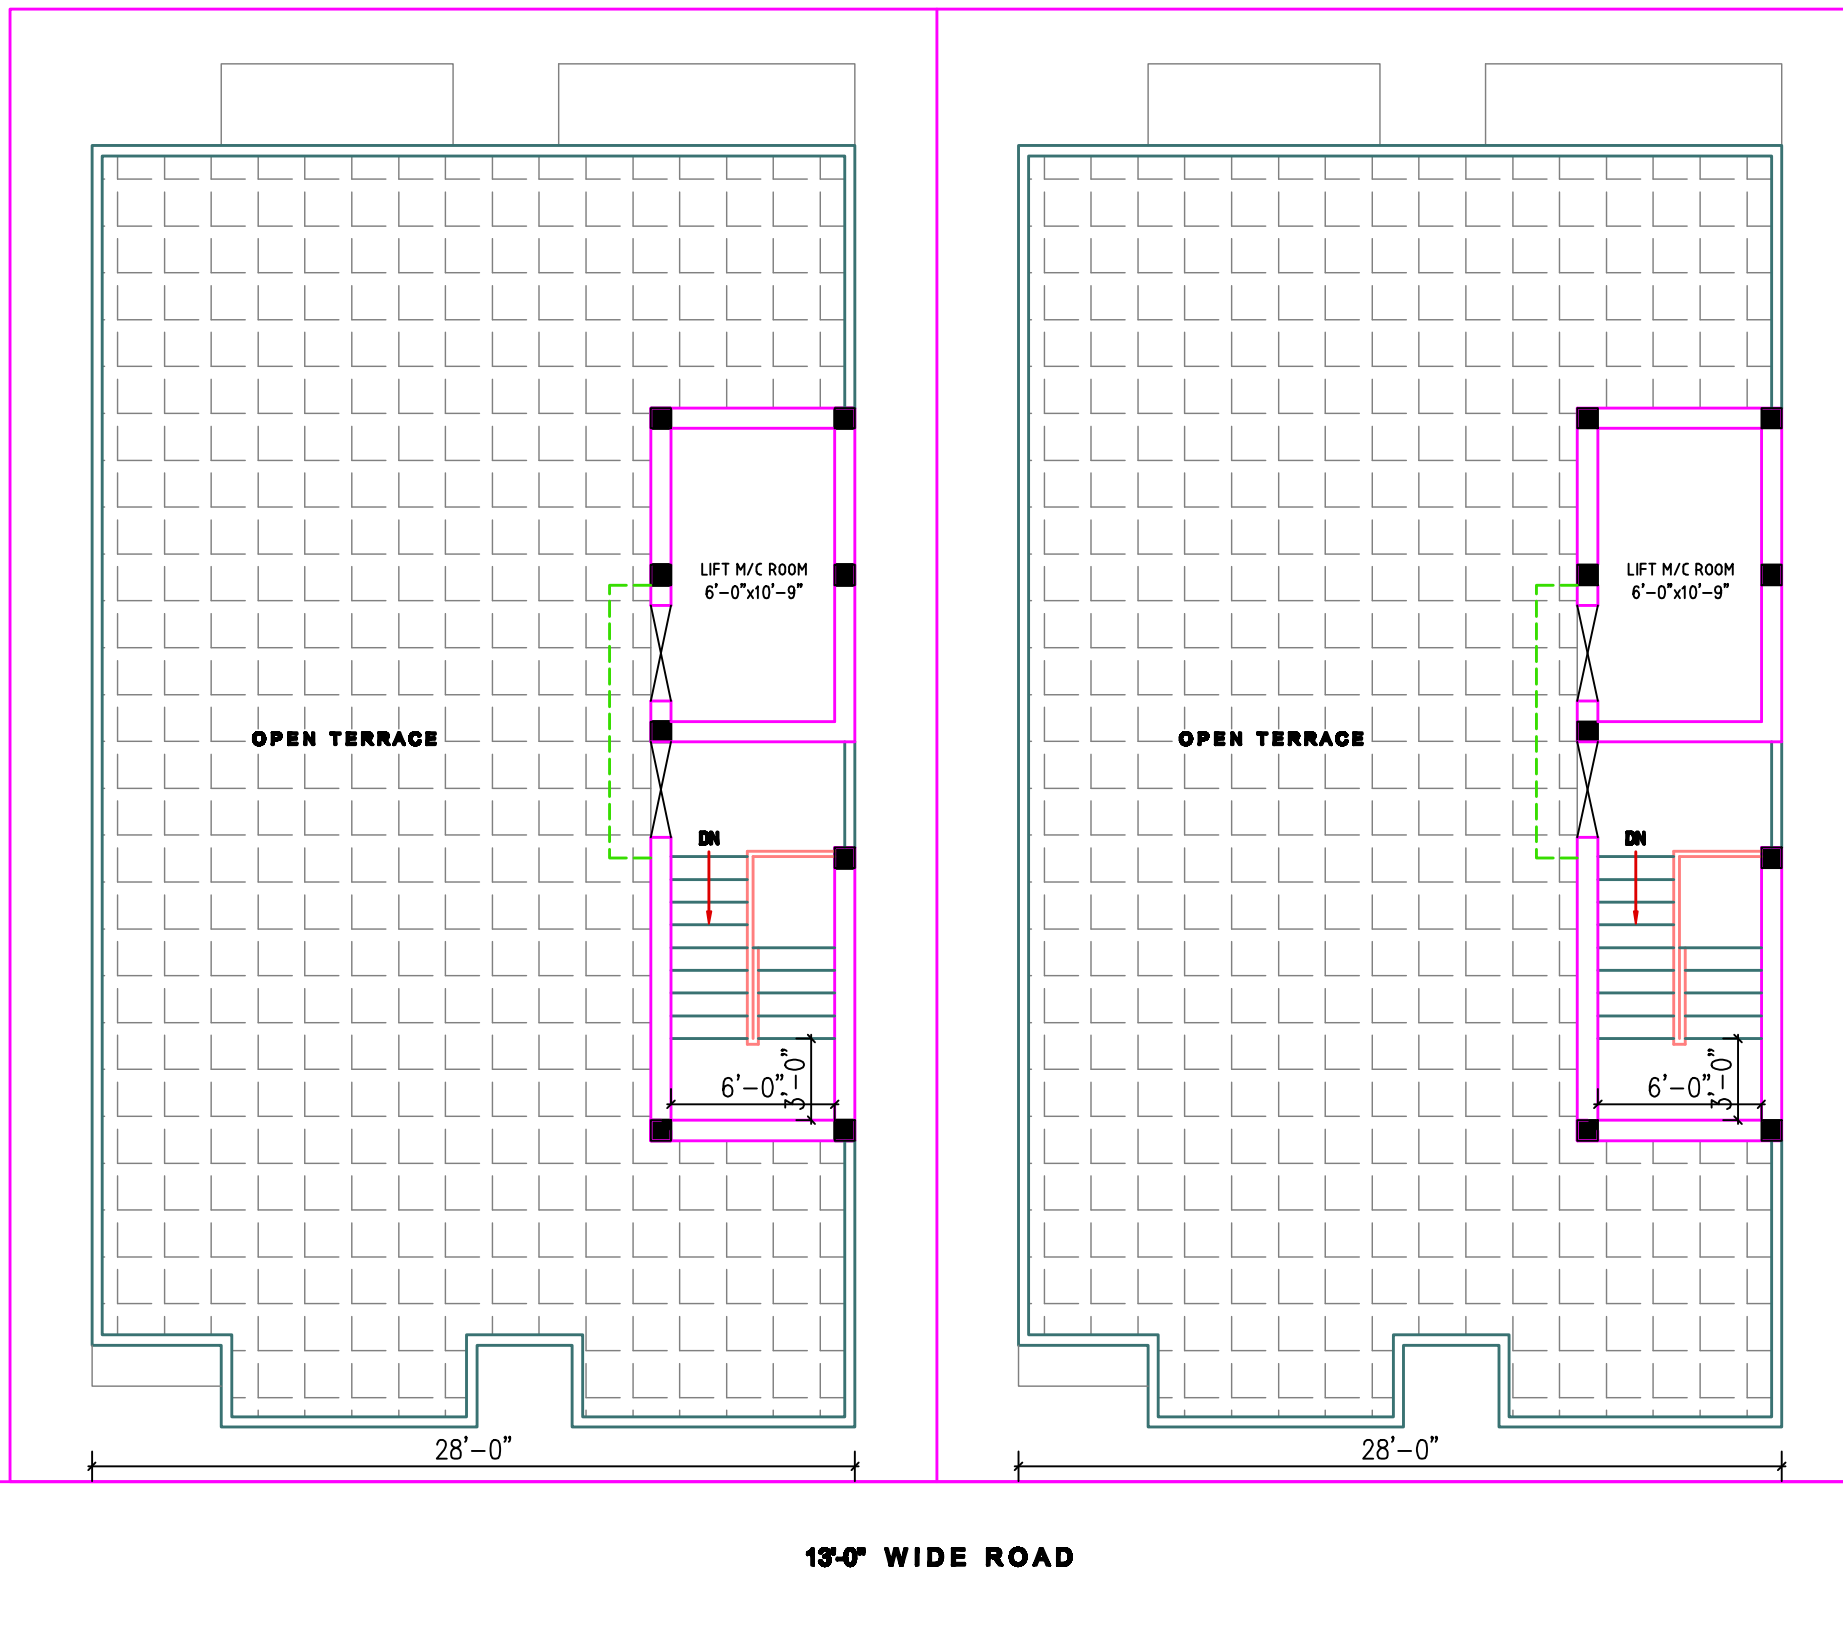 LIFT M/C ROOM
6'-0"x10'-9"
OPEN TERRACE
DN
6'-0"
3'-0"
28'-0"
LIFT M/C ROOM
6'-0"x10'-9"
OPEN TERRACE
DN
6'-0"
3'-0"
28'-0"
13'-0" WIDE ROAD